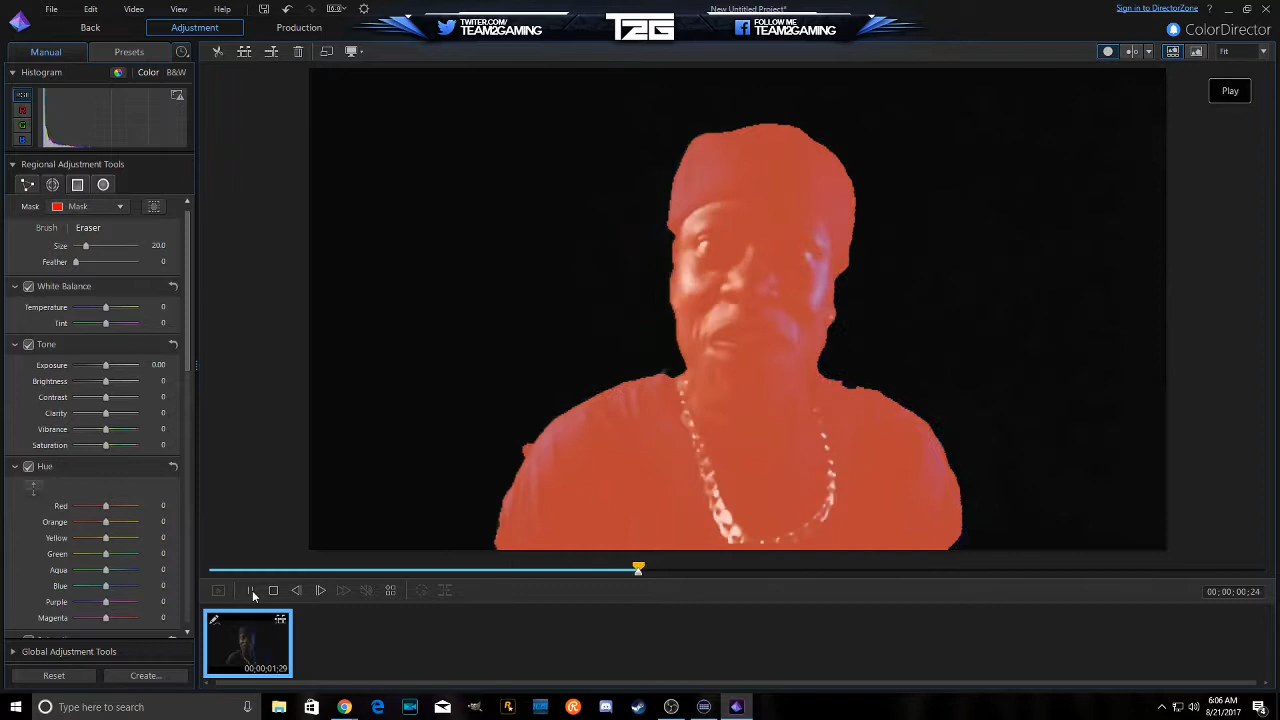 File
Edit
Video
View
Help
New Untitled Project*
Sign in to DirectorZone
Adjustment
Production
TWITER.COM/
TEAM2GAMING
T2G
FOLLOW ME
TEAM2GAMING
ColorDirector
Manual
Presets
Fit
Histogram
Color
B&W
RGB
R
G
B
Play
Regional Adjustment Tools
Mask
Mask
Brush
Eraser
Size
20.0
Feather
0
White Balance
Temperature
0
Tint
0
Tone
Exposure
0.00
Brightness
0
Contrast
0
Clarity
0
Vibrance
0
Saturation
0
Hue
Red
0
Orange
0
Yellow
0
Green
0
Aqua
0
Blue
0
Purple
0
Magenta
0
Global Adjustment Tools
Reset
Create...
00;00;00;24
00;00;01;29
Type here to search
6:06 AM
8/21/2017